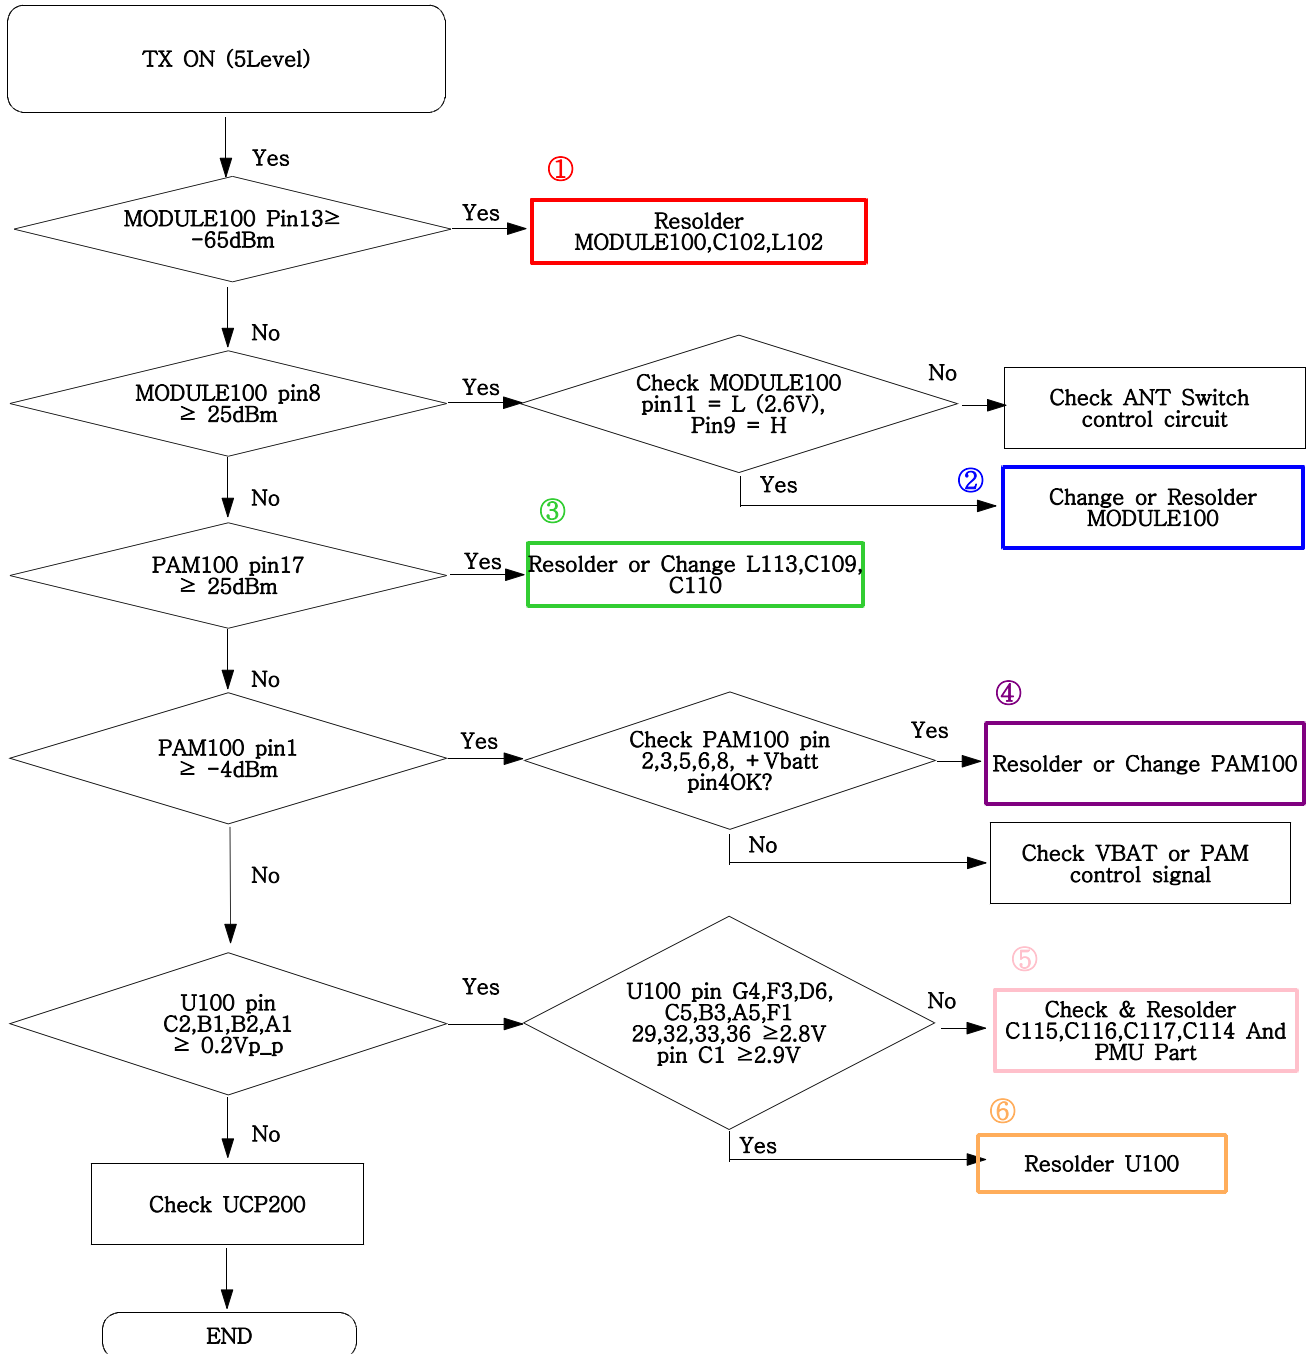 TX ON (5Level)
Yes
①
MODULE100 Pin13≥
-65dBm
Yes
Resolder
MODULE100,C102,L102
No
MODULE100 pin8
≥ 25dBm
Yes
Check MODULE100
pin11 = L (2.6V),
Pin9 = H
No
Check ANT Switch
control circuit
Yes
②
Change or Resolder
MODULE100
No
③
PAM100 pin17
≥ 25dBm
Yes
Resolder or Change L113,C109,
C110
No
④
PAM100 pin1
≥ -4dBm
Yes
Check PAM100 pin
2,3,5,6,8, +Vbatt
pin4OK?
Yes
Resolder or Change PAM100
No
Check VBAT or PAM
control signal
No
⑤
U100 pin
C2,B1,B2,A1
≥ 0.2Vp_p
Yes
U100 pin G4,F3,D6,
C5,B3,A5,F1
29,32,33,36 ≥2.8V
pin C1 ≥2.9V
No
Check & Resolder
C115,C116,C117,C114 And
PMU Part
⑥
No
Yes
Resolder U100
Check UCP200
END